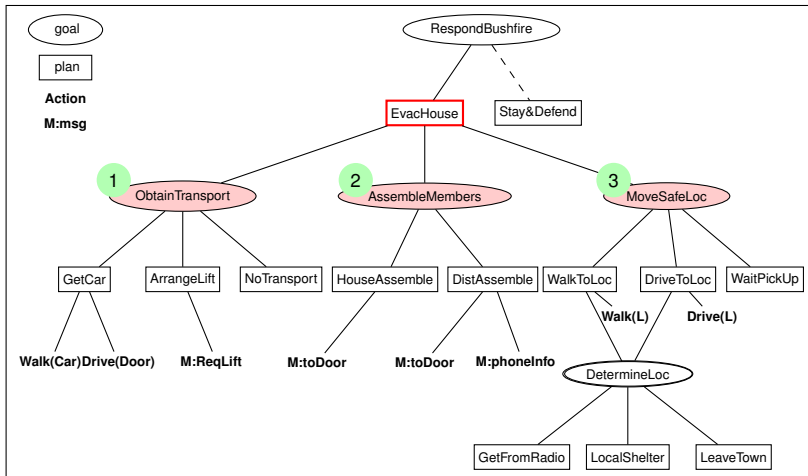 goal
RespondBushfire
plan
Action
M:msg
EvacHouse
Stay&Defend
1
2
3
ObtainTransport
AssembleMembers
MoveSafeLoc
GetCar
ArrangeLift
NoTransport
HouseAssemble
DistAssemble
WalkToLoc
DriveToLoc
WaitPickUp
Walk(L)
Drive(L)
Walk(Car)
Drive(Door)
M:ReqLift
M:toDoor
M:toDoor
M:phoneInfo
DetermineLoc
GetFromRadio
LocalShelter
LeaveTown